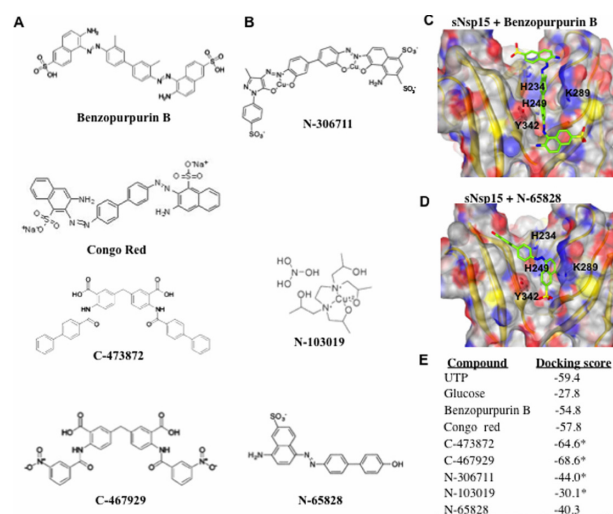 A
B
C
sNsp15 + Benzopurpurin B
H234
K289
H249
Y342
Benzopurpurin B
N-306711
D
sNsp15 + N-65828
H234
H249
K289
Y342
Congo Red
C-473872
N-103019
E
Compound Docking score
UTP -59.4
Glucose -27.8
Benzopurpurin B -54.8
Congo red -57.8
C-473872 -64.6*
C-467929 -68.6*
N-306711 -44.0*
N-103019 -30.1*
N-65828 -40.3
C-467929
N-65828